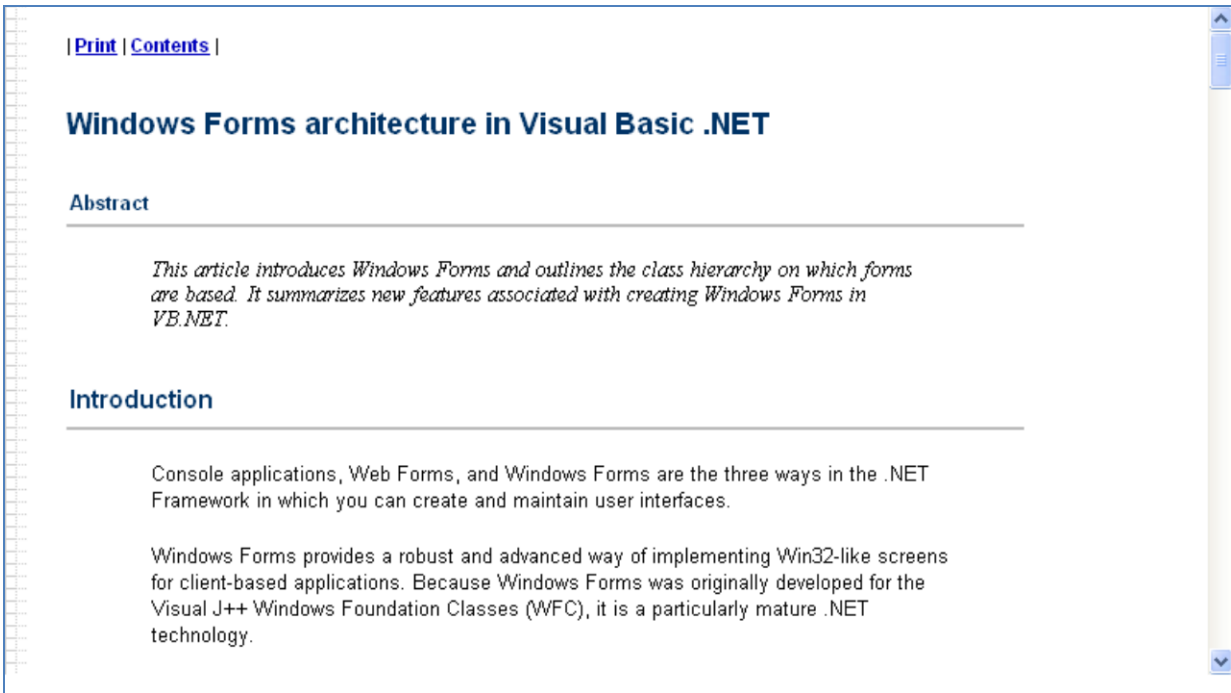 | Print | Contents |
Windows Forms architecture in Visual Basic .NET
Abstract
This article introduces Windows Forms and outlines the class hierarchy on which forms
are based. It summarizes new features associated with creating Windows Forms in
VB.NET.
Introduction
Console applications, Web Forms, and Windows Forms are the three ways in the .NET
Framework in which you can create and maintain user interfaces.
Windows Forms provides a robust and advanced way of implementing Win32-like screens
for client-based applications. Because Windows Forms was originally developed for the
Visual J++ Windows Foundation Classes (WFC), it is a particularly mature .NET
technology.